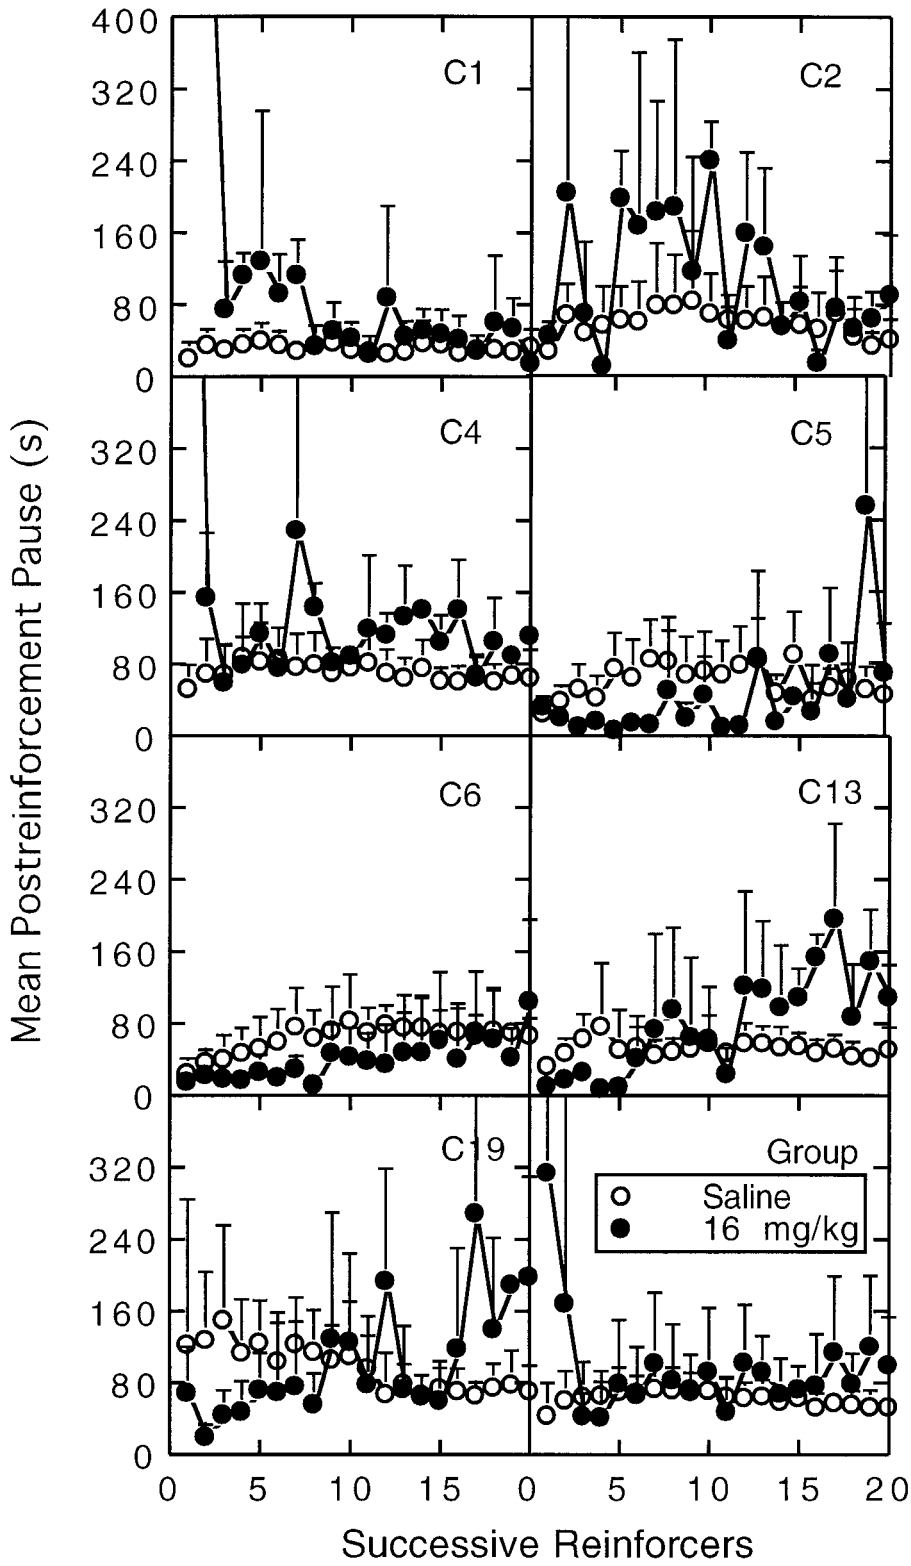 400
C1
C2
320
240
160
80
0
C4
C5
320
240
160
80
0
C6
C13
320
240
160
80
0
C19
Group
320
Saline
16 mg/kg
240
160
80
0
0 5 10 15 0 5 10 15 20
Mean Postreinforcement Pause (s)
Successive Reinforcers